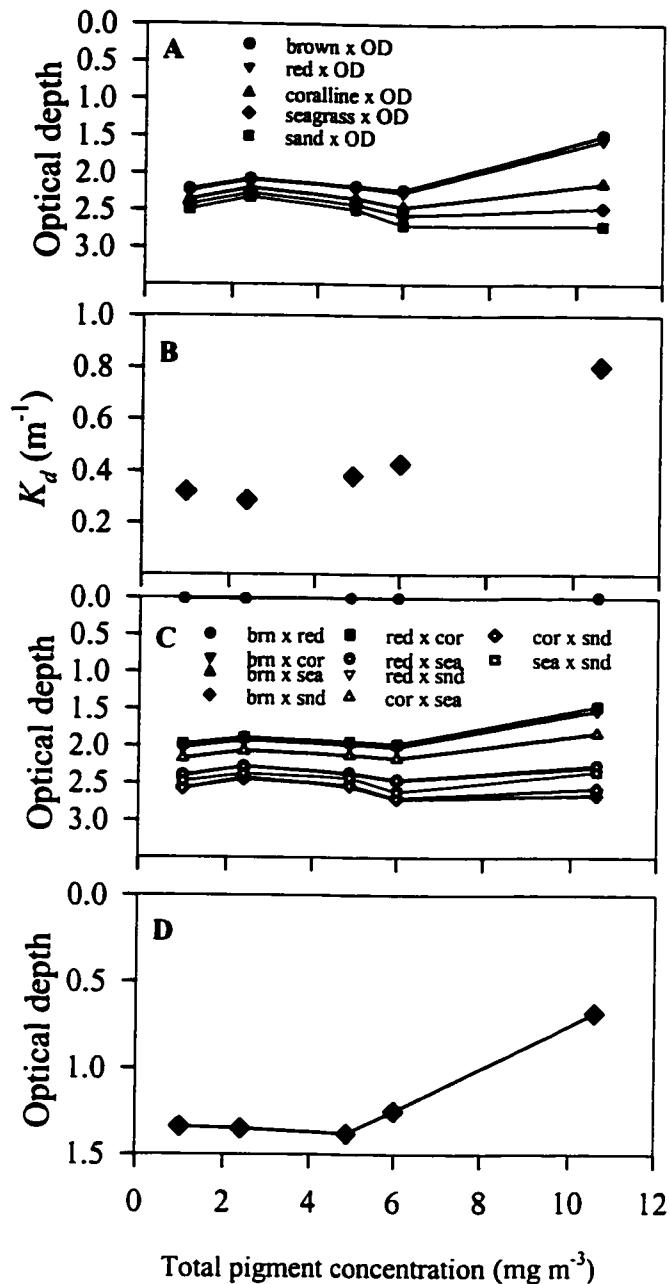 0.0
A
brown x OD
red x OD
0.5
coralline x OD
1.0
seagrass x OD
1.5
sand x OD
2.0
2.5
3.0
Optical depth
1.0
B
0.8
0.6
0.4
0.2
K_d (m⁻¹)
0.0
C
0.5
brn x red
red x cor
cor x snd
brn x cor
red x sea
sea x snd
1.0
brn x sea
red x snd
brn x snd
cor x sea
1.5
2.0
2.5
3.0
Optical depth
0.0
D
0.5
1.0
1.5
Optical depth
0 2 4 6 8 10 12
Total pigment concentration (mg m⁻³)